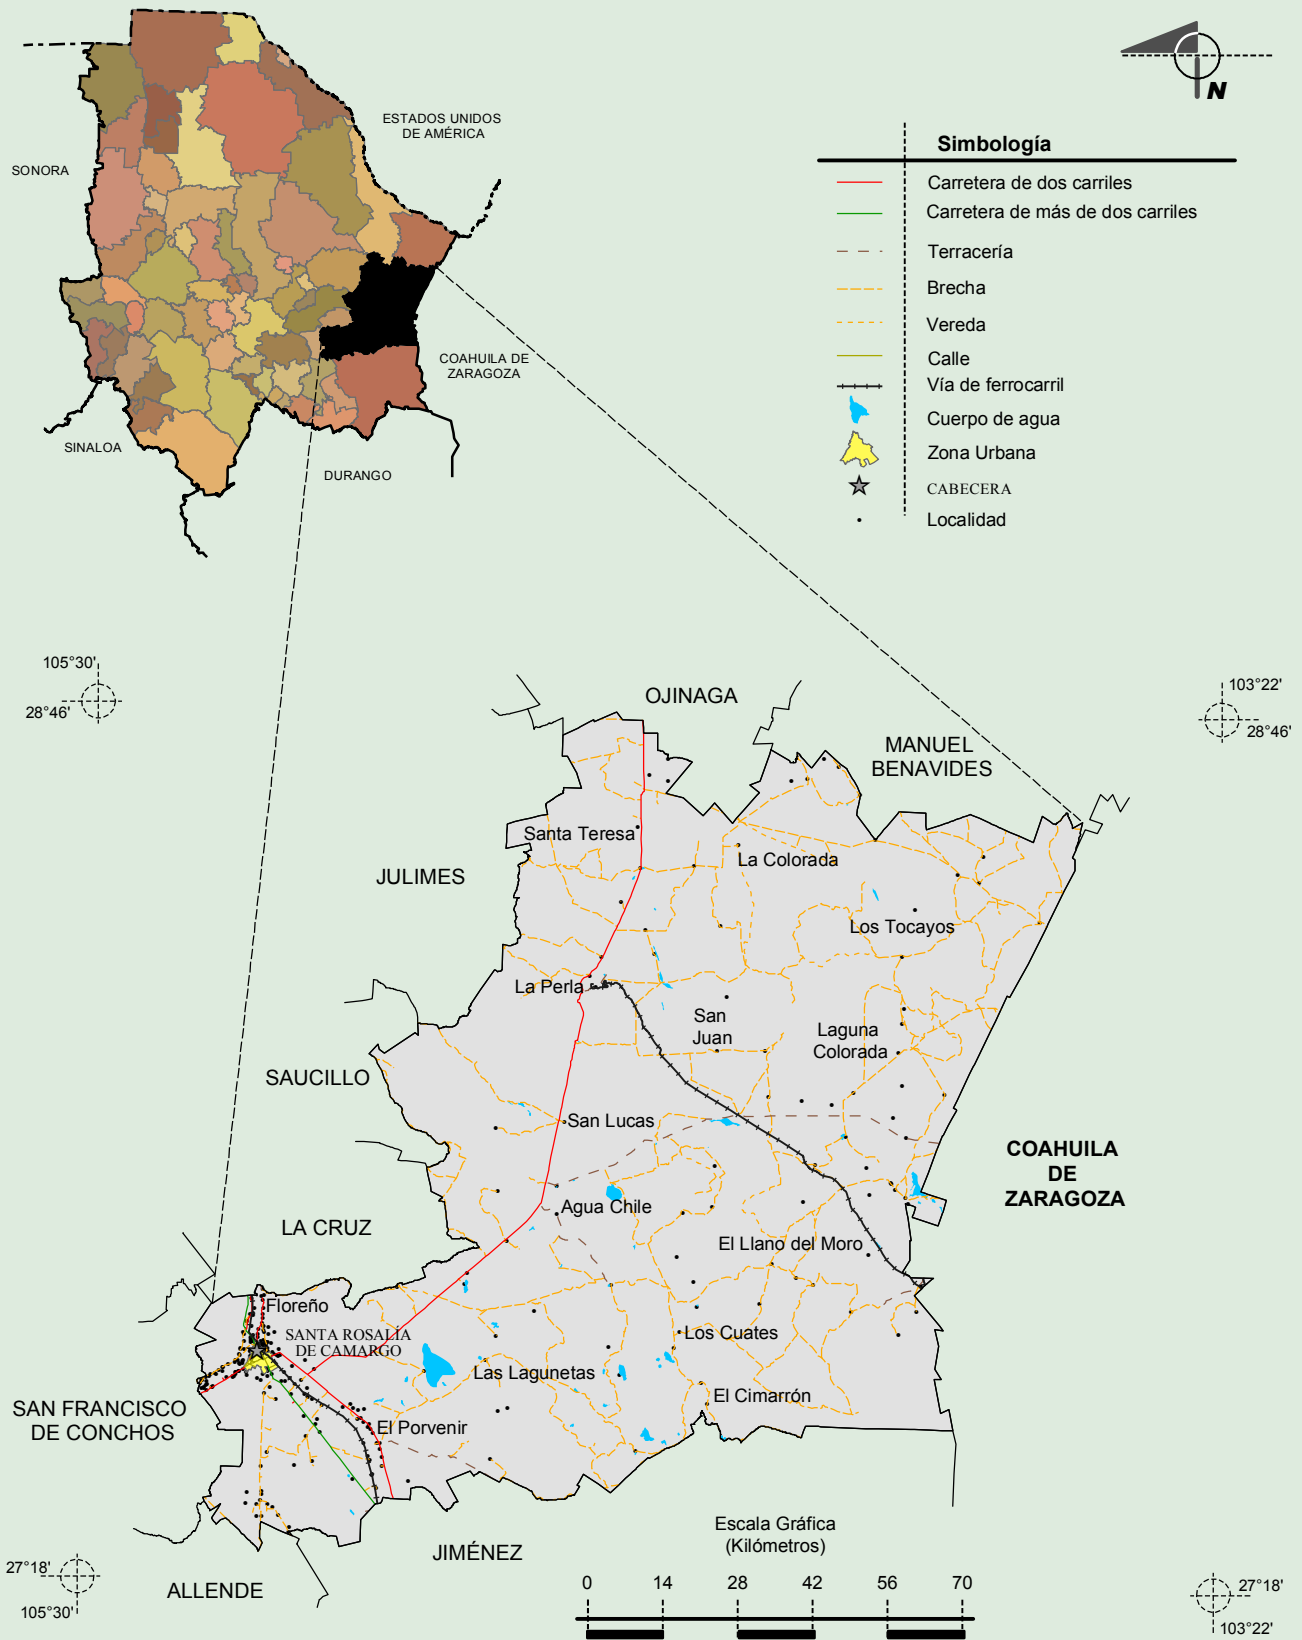 ESTADOS UNIDOS
DE AMÉRICA
SONORA
COAHUILA DE
ZARAGOZA
SINALOA
DURANGO
N
Simbología
Carretera de dos carriles
Carretera de más de dos carriles
Terracería
Brecha
Vereda
Calle
Vía de ferrocarril
Cuerpo de agua
Zona Urbana
CABECERA
Localidad
105°30'
28°46'
103°22'
28°46'
OJINAGA
MANUEL
BENAVIDES
Santa Teresa
La Colorada
JULIMES
Los Tocayos
La Perla
San
Juan
Laguna
Colorada
SAUCILLO
San Lucas
COAHUILA
DE
ZARAGOZA
Agua Chile
LA CRUZ
El Llano del Moro
Floreño
SANTA ROSALÍA
DE CAMARGO
Los Cuates
Las Lagunetas
El Cimarrón
SAN FRANCISCO
DE CONCHOS
El Porvenir
JIMÉNEZ
ALLENDE
27°18'
105°30'
Escala Gráfica
(Kilómetros)
0 14 28 42 56 70
27°18'
103°22'